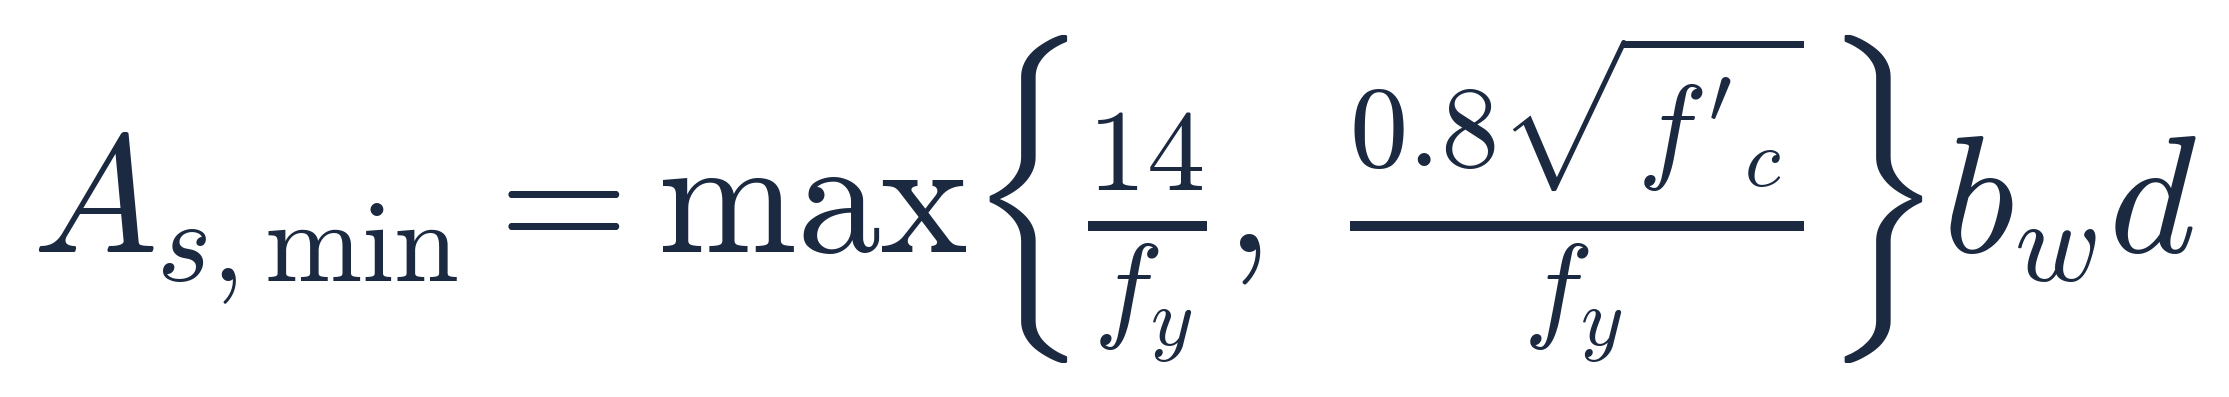 A_{s, min} = max{ 14/f_y, 0.8√(f'_c)/f_y } b_w d